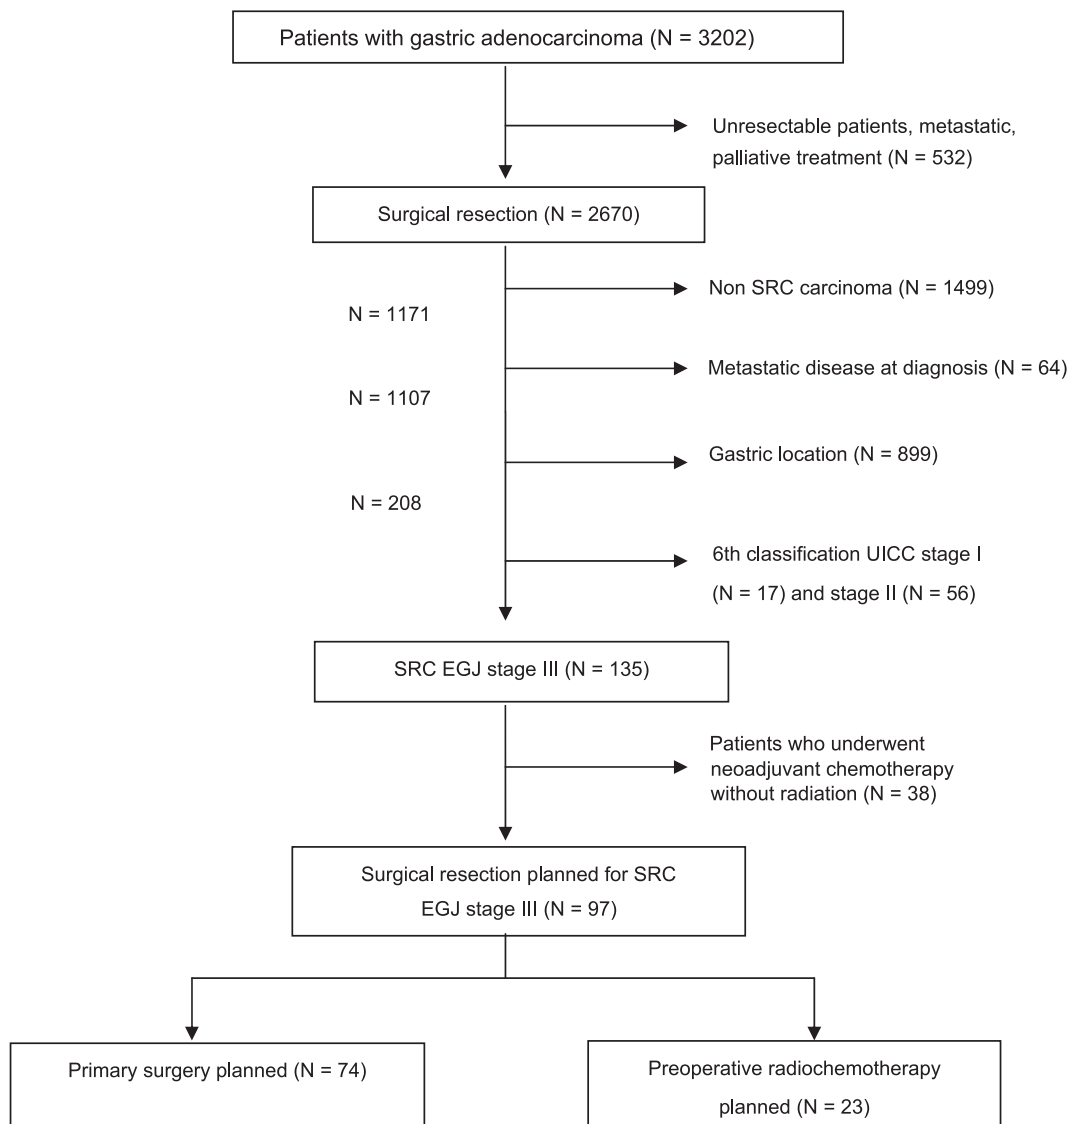 Patients with gastric adenocarcinoma (N = 3202)
Unresectable patients, metastatic,
palliative treatment (N = 532)
Surgical resection (N = 2670)
Non SRC carcinoma (N = 1499)
N = 1171
Metastatic disease at diagnosis (N = 64)
N = 1107
Gastric location (N = 899)
N = 208
6th classification UICC stage I
(N = 17) and stage II (N = 56)
SRC EGJ stage III (N = 135)
Patients who underwent
neoadjuvant chemotherapy
without radiation (N = 38)
Surgical resection planned for SRC
EGJ stage III (N = 97)
Primary surgery planned (N = 74)
Preoperative radiochemotherapy
planned (N = 23)